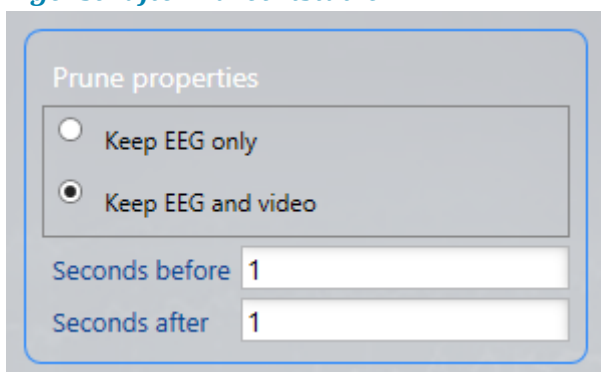 Prune properties
Keep EEG only
Keep EEG and video
Seconds before 1
Seconds after 1